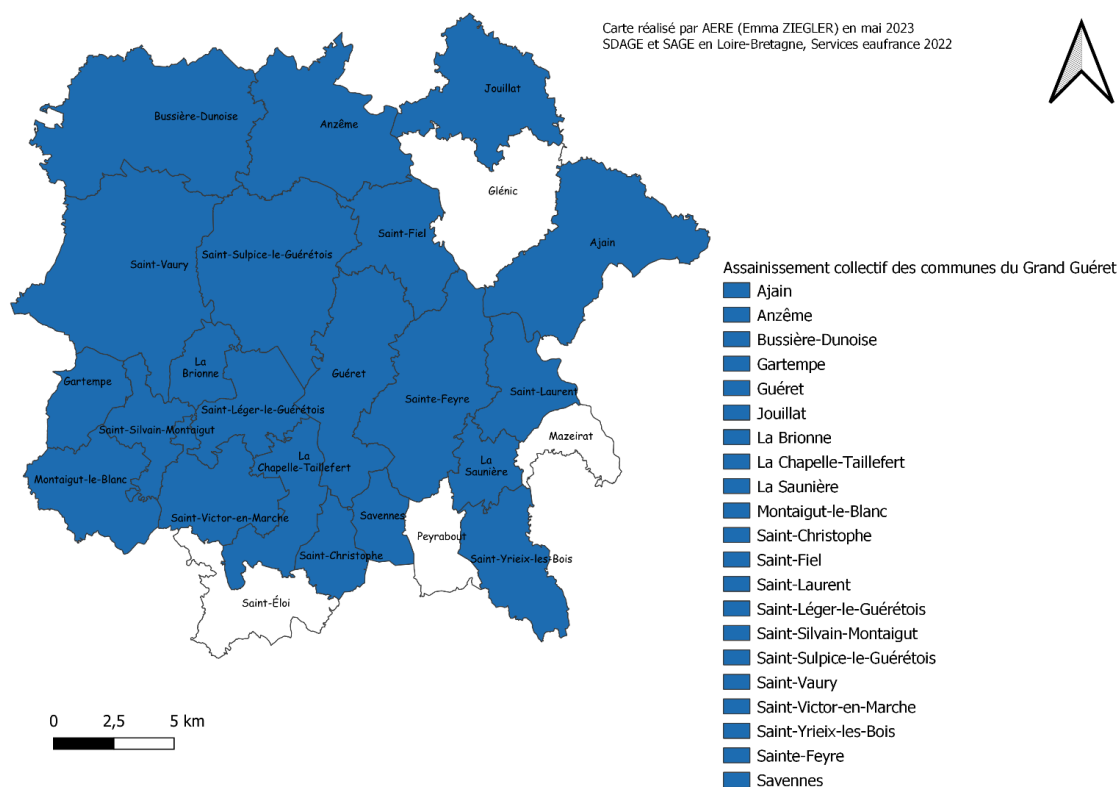 Carte réalisé par AERE (Emma ZIEGLER) en mai 2023
SDAGE et SAGE en Loire-Bretagne, Services eaufrance 2022
Jouillat
Bussière-Dunoise
Anzême
Glénic
Saint-Fiel
Ajain
Saint-Sulpice-le-Guérétois
Saint-Vaury
La
Brionne
Guéret
Gartempe
Saint-Laurent
Sainte-Feyre
Saint-Léger-le-Guérétois
Saint-Silvain-Montaigut
Mazeirat
La
Chapelle-Taillefert
La
Saunière
Montaigut-le-Blanc
Saint-Victor-en-Marche
Savennes
Peyrabout
Saint-Christophe
Saint-Yrieix-les-Bois
Saint-Éloi
0 2,5 5 km
Assainissement collectif des communes du Grand Guéret
Ajain
Anzême
Bussière-Dunoise
Gartempe
Guéret
Jouillat
La Brionne
La Chapelle-Taillefert
La Saunière
Montaigut-le-Blanc
Saint-Christophe
Saint-Fiel
Saint-Laurent
Saint-Léger-le-Guérétois
Saint-Silvain-Montaigut
Saint-Sulpice-le-Guérétois
Saint-Vaury
Saint-Victor-en-Marche
Saint-Yrieix-les-Bois
Sainte-Feyre
Savennes